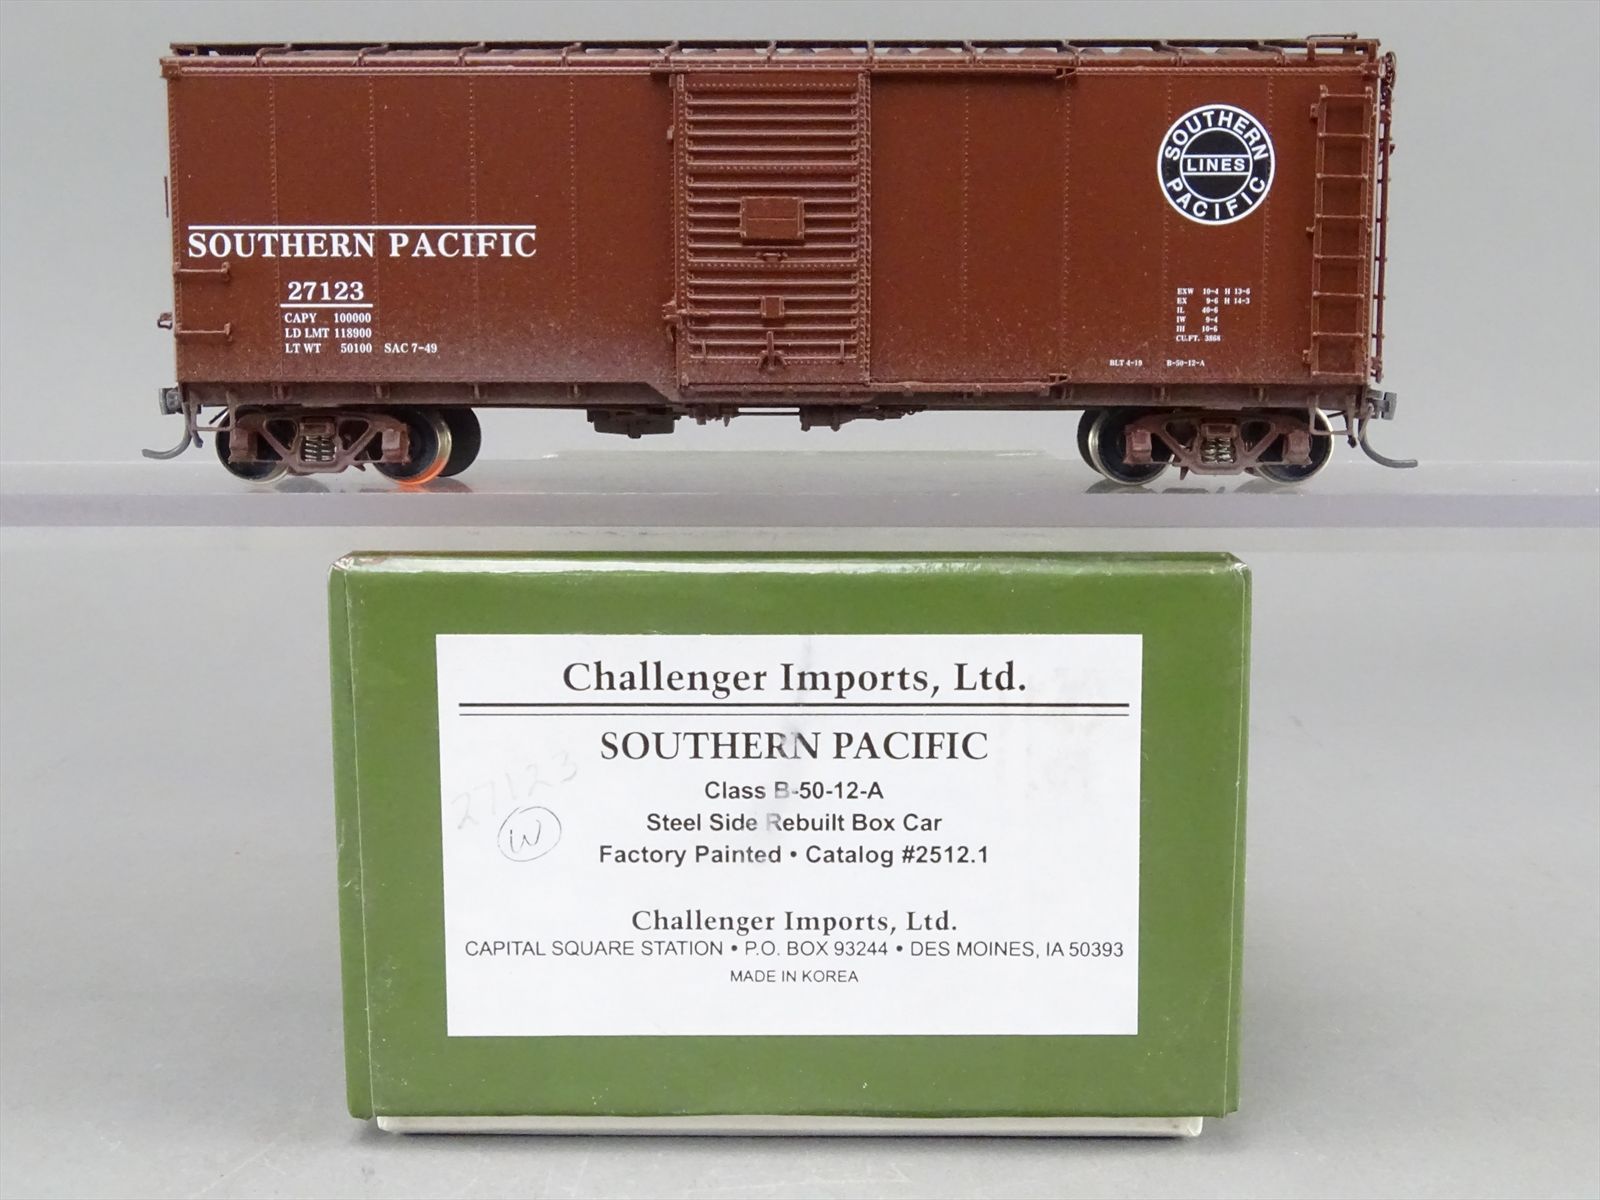 SOUTHERN PACIFIC
27123
CAPY 100000
LD LMT 118900
LT WT 50100 SAC 7-49
SOUTHERN
LINES
PACIFIC
EXW 10-4 H 13-6
EX 9-6 H 14-3
IL 40-6
IW 9-4
IH 10-6
CU.FT. 3868
BLT 4-19 B-50-12-A
Challenger Imports, Ltd.
SOUTHERN PACIFIC
Class B-50-12-A
Steel Side Rebuilt Box Car
Factory Painted • Catalog #2512.1
27123
W
Challenger Imports, Ltd.
CAPITAL SQUARE STATION • P.O. BOX 93244 • DES MOINES, IA 50393
MADE IN KOREA